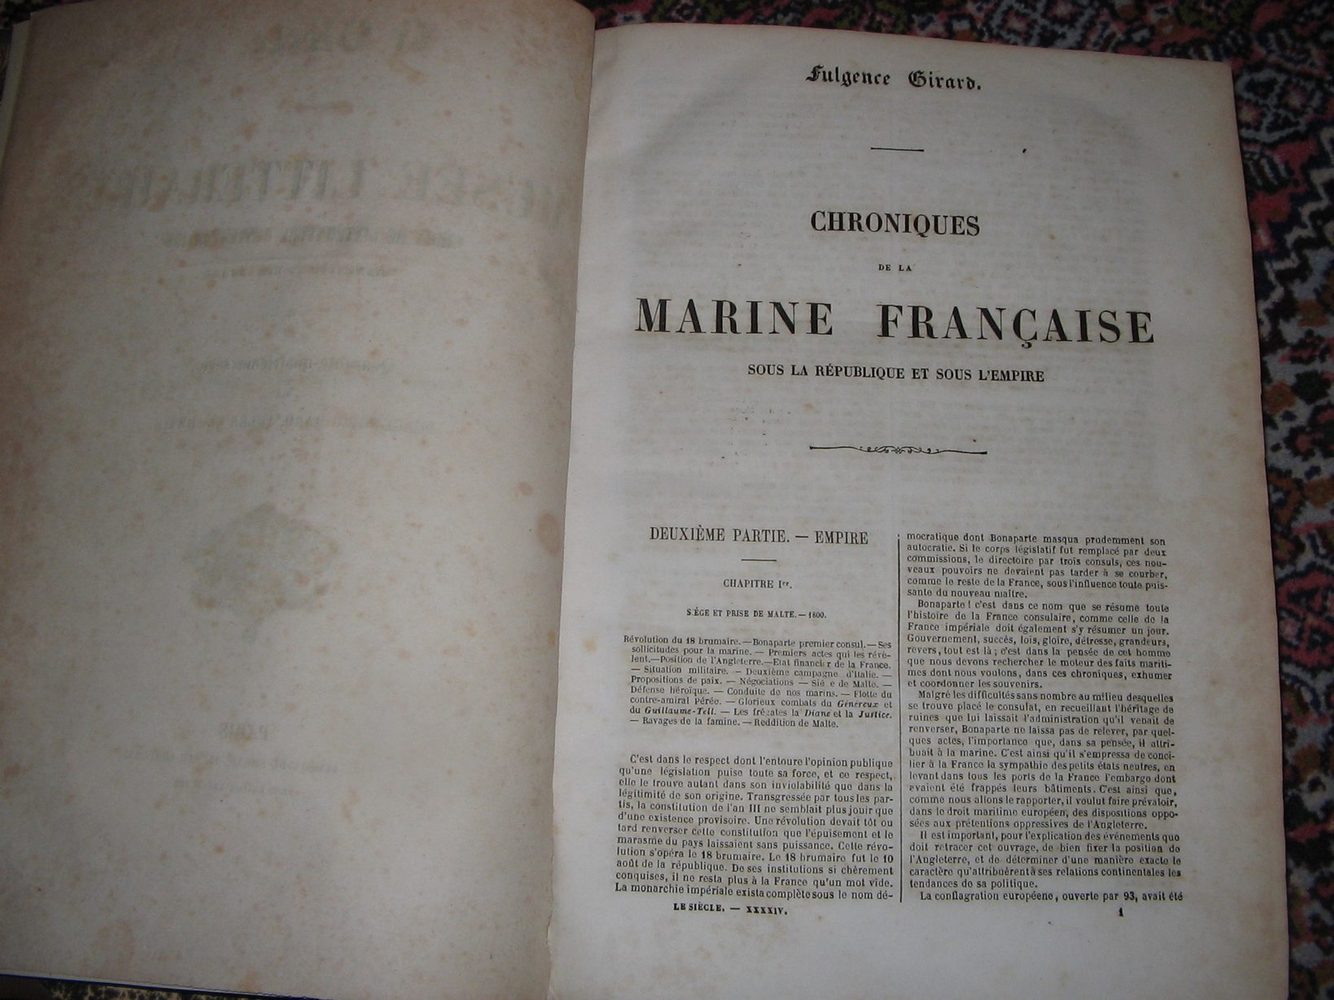 MUSÉE LITTÉRAIRE
PARIS
Fulgence Girard.
CHRONIQUES
DE LA
MARINE FRANÇAISE
SOUS LA RÉPUBLIQUE ET SOUS L'EMPIRE
DEUXIÈME PARTIE. — EMPIRE
CHAPITRE Ier.
SIÉGE ET PRISE DE MALTE. — 1800.
Révolution du 18 brumaire. — Bonaparte premier consul. — Ses
sollicitudes pour la marine. — Premiers actes qui les révè-
lent. — Position de l'Angleterre. — Etat financier de la France.
— Situation militaire. — Deuxième campagne d'Italie. —
Propositions de paix. — Négociations — Sié e de Malte. —
Défense héroïque. — Conduite de nos marins. — Flotte du
contre-amiral Pérée. — Glorieux combats du Généreux et
du Guillaume-Tell. — Les frégates la Diane et la Justice.
— Ravages de la famine. — Reddition de Malte.
C'est dans le respect dont l'entoure l'opinion publique
qu'une législation puise toute sa force, et ce respect,
elle le trouve autant dans son inviolabilité que dans la
légitimité de son origine. Transgressée par tous les par-
tis, la constitution de l'an III ne semblait plus jouir que
d'une existence provisoire. Une révolution devait tôt ou
tard renverser cette constitution que l'épuisement et le
marasme du pays laissaient sans puissance. Cette révo-
lution s'opéra le 18 brumaire. Le 18 brumaire fut le 10
août de la république. De ses institutions si chèrement
conquises, il ne resta plus à la France qu'un mot vide.
La monarchie impériale exista complète sous le nom dé-
LE SIÈCLE. — XXXXIV.
mocratique dont Bonaparte masqua prudemment son
autocratie. Si le corps législatif fut remplacé par deux
commissions, le directoire par trois consuls, ces nou-
veaux pouvoirs ne devaient pas tarder à se courber,
comme le reste de la France, sous l'influence toute puis-
sante du nouveau maître.
Bonaparte ! c'est dans ce nom que se résume toute
l'histoire de la France consulaire, comme celle de la
France impériale doit également s'y résumer un jour.
Gouvernement, succès, lois, gloire, détresse, grandeurs,
revers, tout est là ; c'est dans la pensée de cet homme
que nous devons rechercher le moteur des faits mariti-
mes dont nous voulons, dans ces chroniques, exhumer
et coordonner les souvenirs.
Malgré les difficultés sans nombre au milieu desquelles
se trouve placé le consulat, en recueillant l'héritage de
ruines que lui laissait l'administration qu'il venait de
renverser, Bonaparte ne laissa pas de relever, par quel-
ques actes, l'importance que, dans sa pensée, il attri-
buait à la marine. C'est ainsi qu'il s'empressa de conci-
lier à la France la sympathie des petits états neutres, en
levant dans tous les ports de la France l'embargo dont
avaient été frappés leurs bâtiments. C'est ainsi que,
comme nous allons le rapporter, il voulut faire prévaloir,
dans le droit maritime européen, des dispositions oppo-
sées aux prétentions oppressives de l'Angleterre.
Il est important, pour l'explication des événements que
doit retracer cet ouvrage, de bien fixer la position de
l'Angleterre, et de déterminer d'une manière exacte le
caractère qu'attribuèrent à ses relations continentales les
tendances de sa politique.
La conflagration européene, ouverte par 93, avait été
1